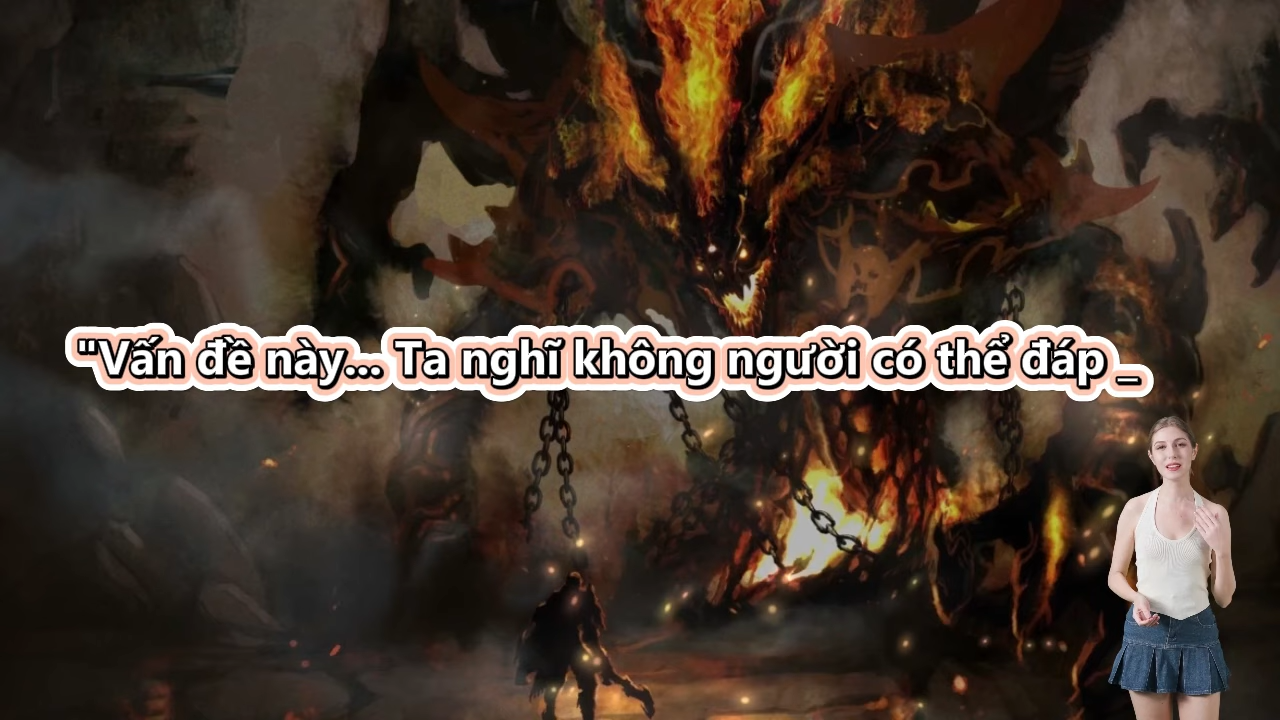 "Vấn đề này... Ta nghĩ không người có thể đáp _